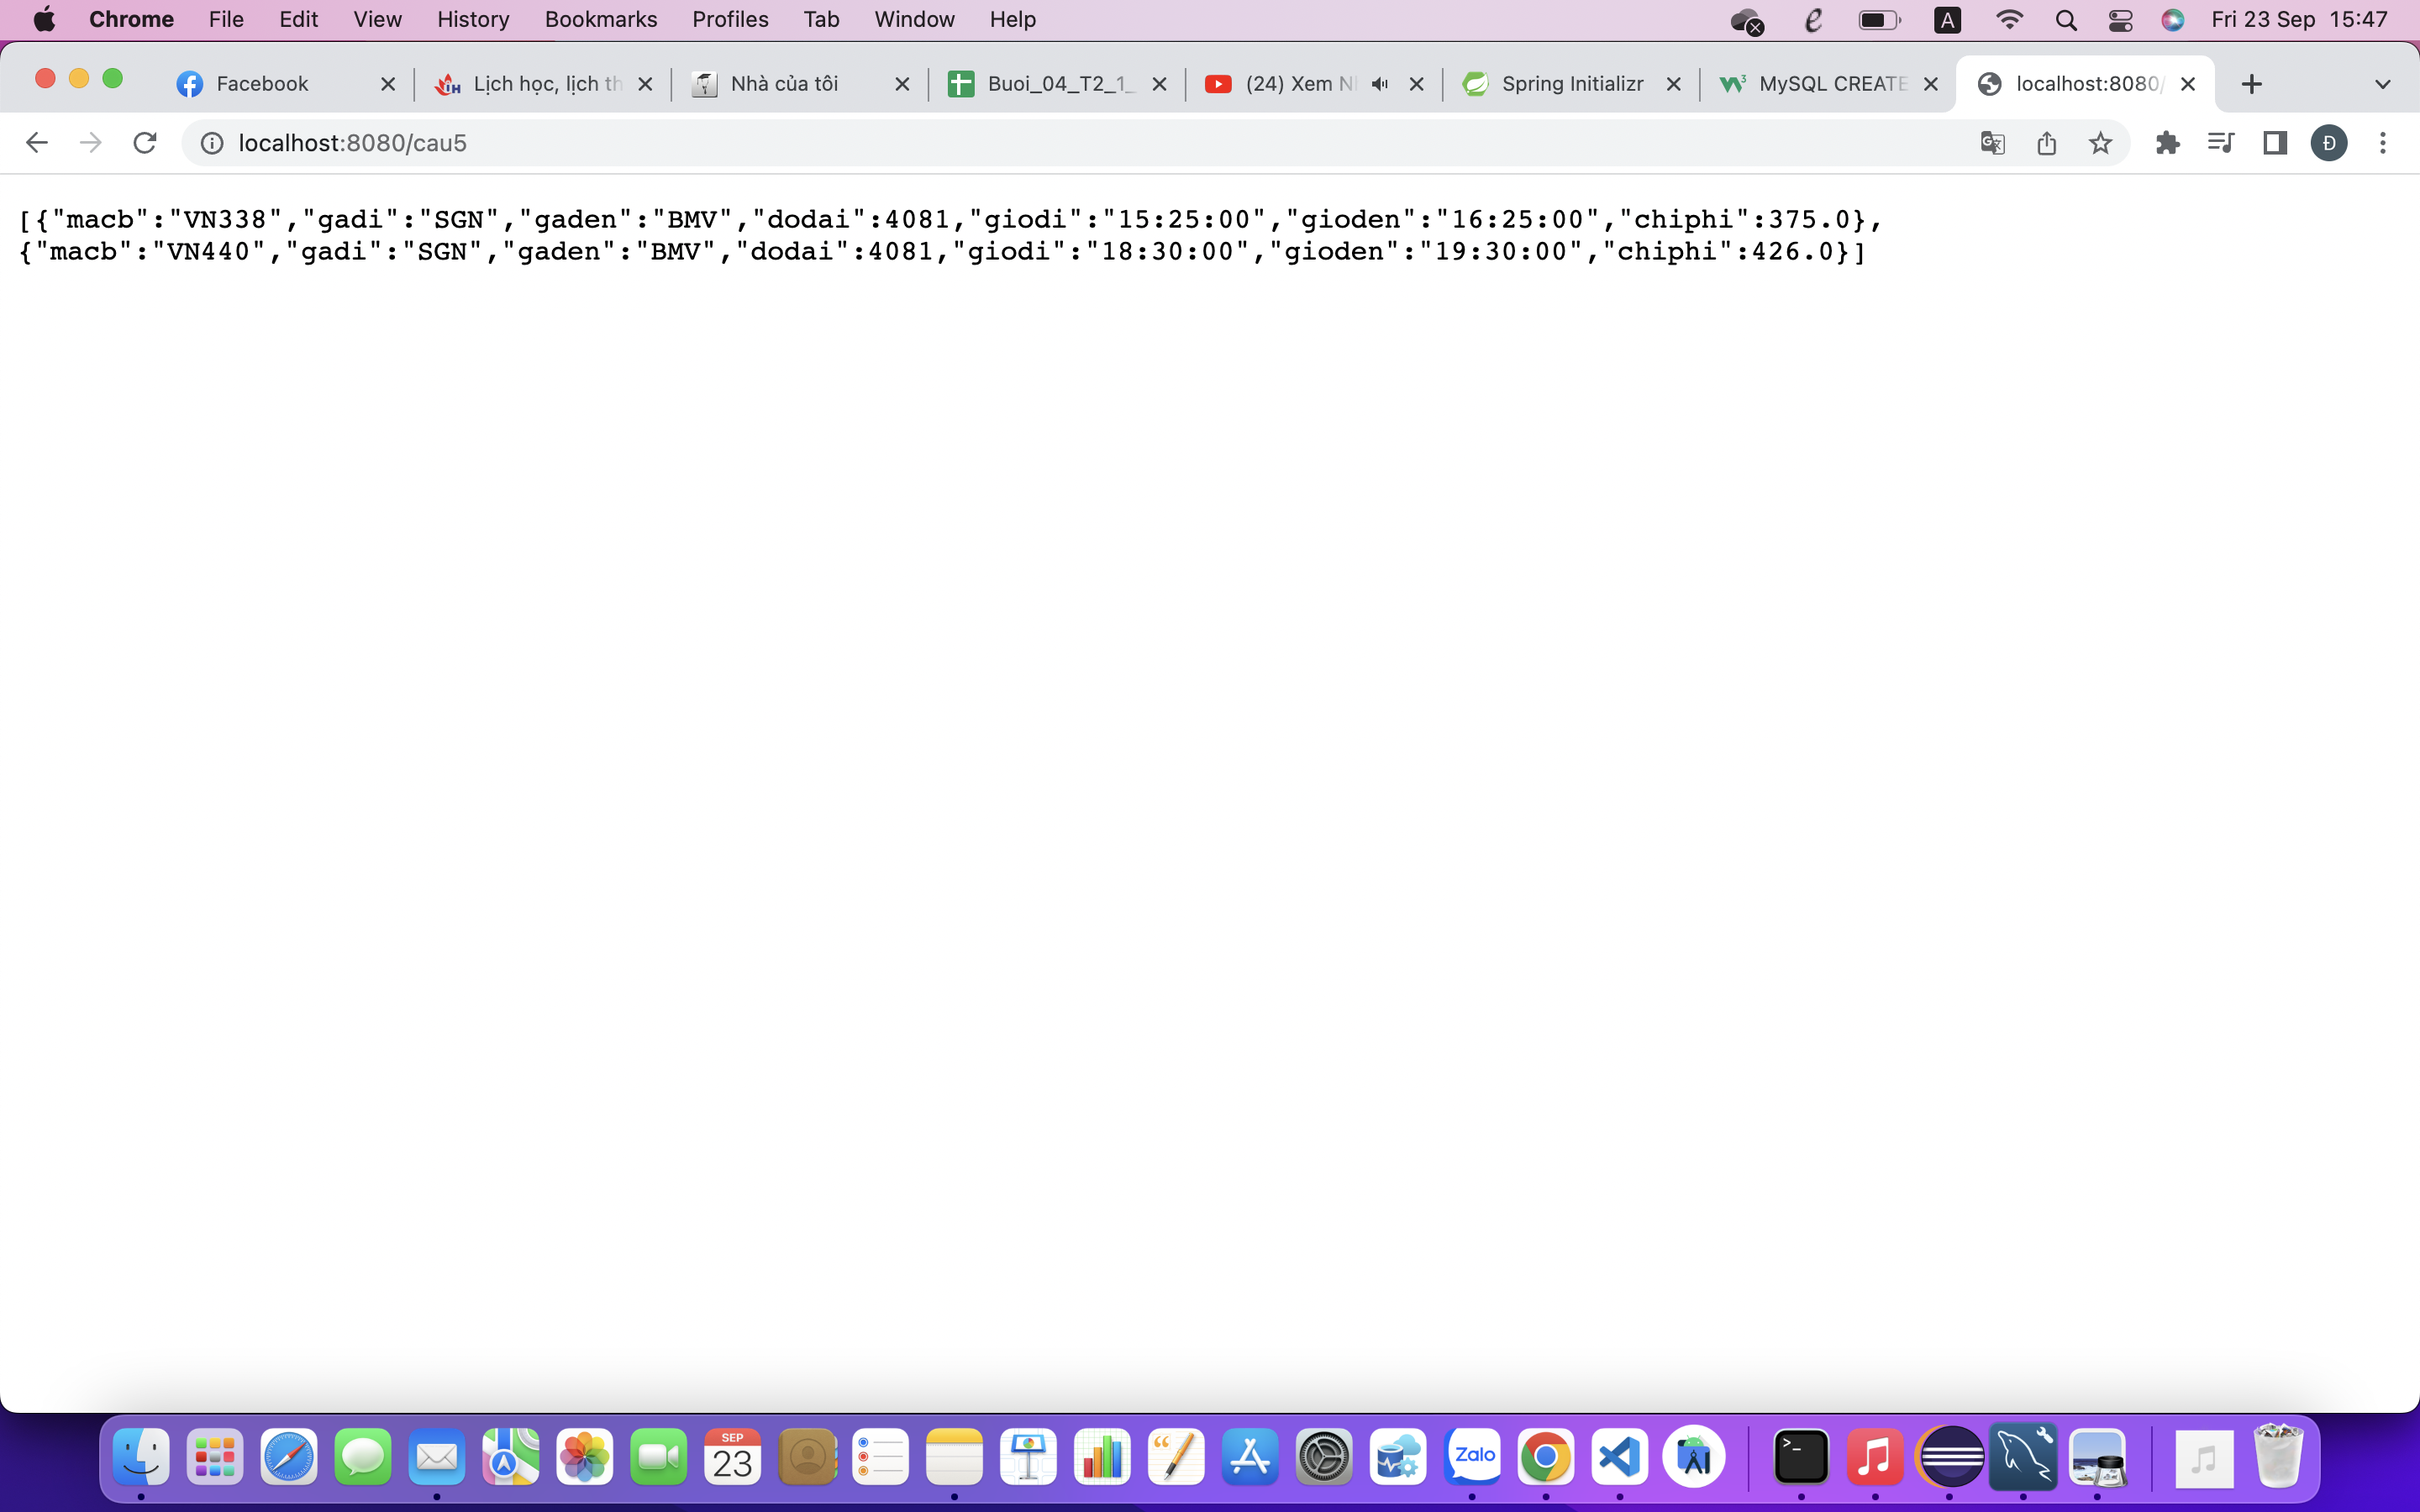 Chrome File Edit View History Bookmarks Profiles Tab Window Help A Fri 23 Sep 15:47
Facebook Lịch học, lịch th Nhà của tôi Buoi_04_T2_1_ (24) Xem N Spring Initializr MySQL CREATE localhost:8080/
localhost:8080/cau5 Đ
[{"macb":"VN338","gadi":"SGN","gaden":"BMV","dodai":4081,"giodi":"15:25:00","gioden":"16:25:00","chiphi":375.0},
{"macb":"VN440","gadi":"SGN","gaden":"BMV","dodai":4081,"giodi":"18:30:00","gioden":"19:30:00","chiphi":426.0}]
SEP
23
Zalo